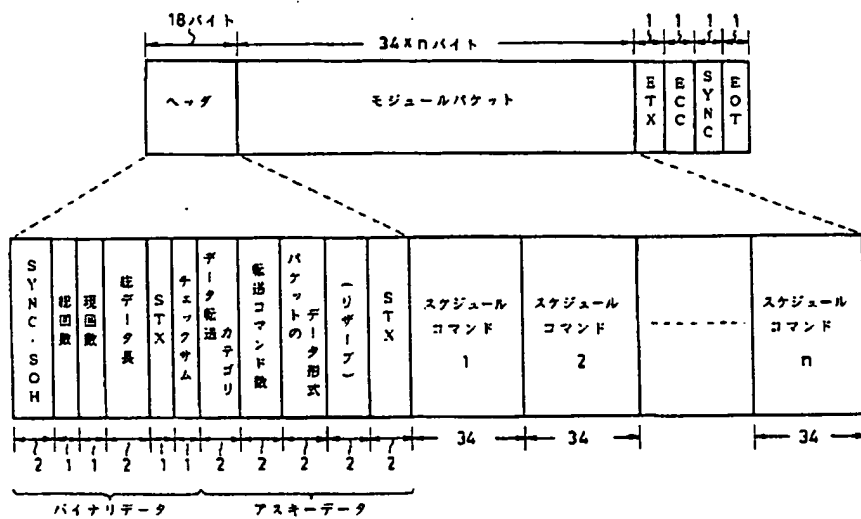 18バイト
34×nバイト
1 1 1 1
ヘッダ
モジュールパケット
ETX
ECC
SYNC
EOT
SYNC・SOH
総回数
現回数
データ長
STX
チェックサム
データ転送
カテゴリ
転送コマンド数
パケットの
データ形式
(リザーブ)
STX
スケジュール
コマンド
1
スケジュール
コマンド
2
スケジュール
コマンド
n
2 1 1 2 1 1 2 2 2 2 2 34 34 34
バイナリデータ
アスキーデータ